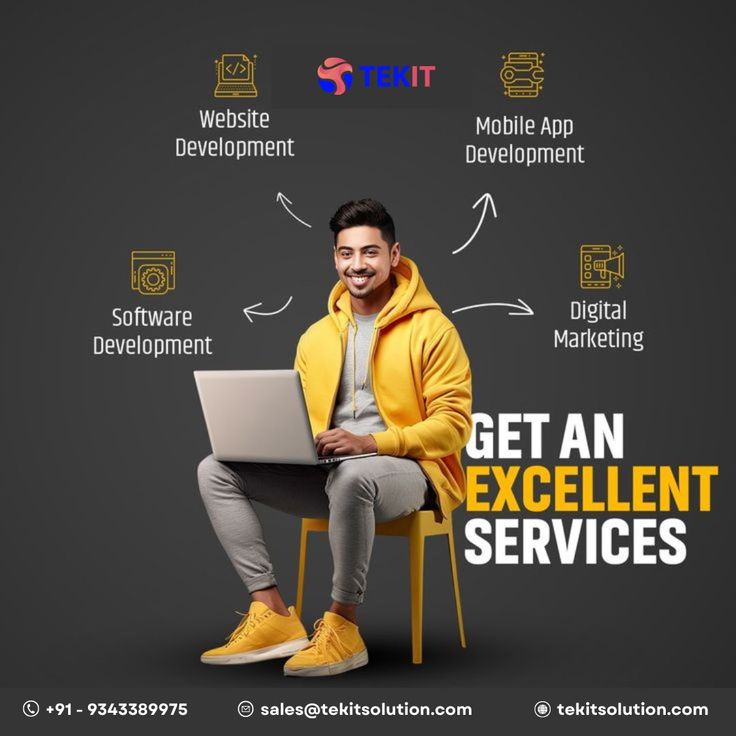 TEKIT
Website
Development
Mobile App
Development
Software
Development
Digital
Marketing
GET AN
EXCELLENT
SERVICES
+91 - 9343389975
sales@tekitsolution.com
tekitsolution.com